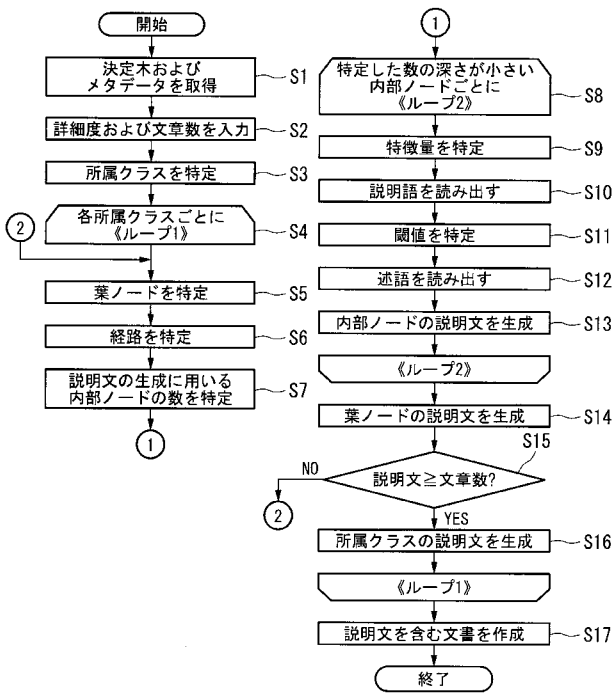 開始
決定木および
メタデータを取得
S1
詳細度および文章数を入力
S2
所属クラスを特定
S3
各所属クラスごとに
《ループ1》
S4
2
葉ノードを特定
S5
経路を特定
S6
説明文の生成に用いる
内部ノードの数を特定
S7
1
1
特定した数の深さが小さい
内部ノードごとに
《ループ2》
S8
特徴量を特定
S9
説明語を読み出す
S10
閾値を特定
S11
述語を読み出す
S12
内部ノードの説明文を生成
S13
《ループ2》
葉ノードの説明文を生成
S14
S15
説明文≧文章数?
NO
2
YES
所属クラスの説明文を生成
S16
《ループ1》
説明文を含む文書を作成
S17
終了